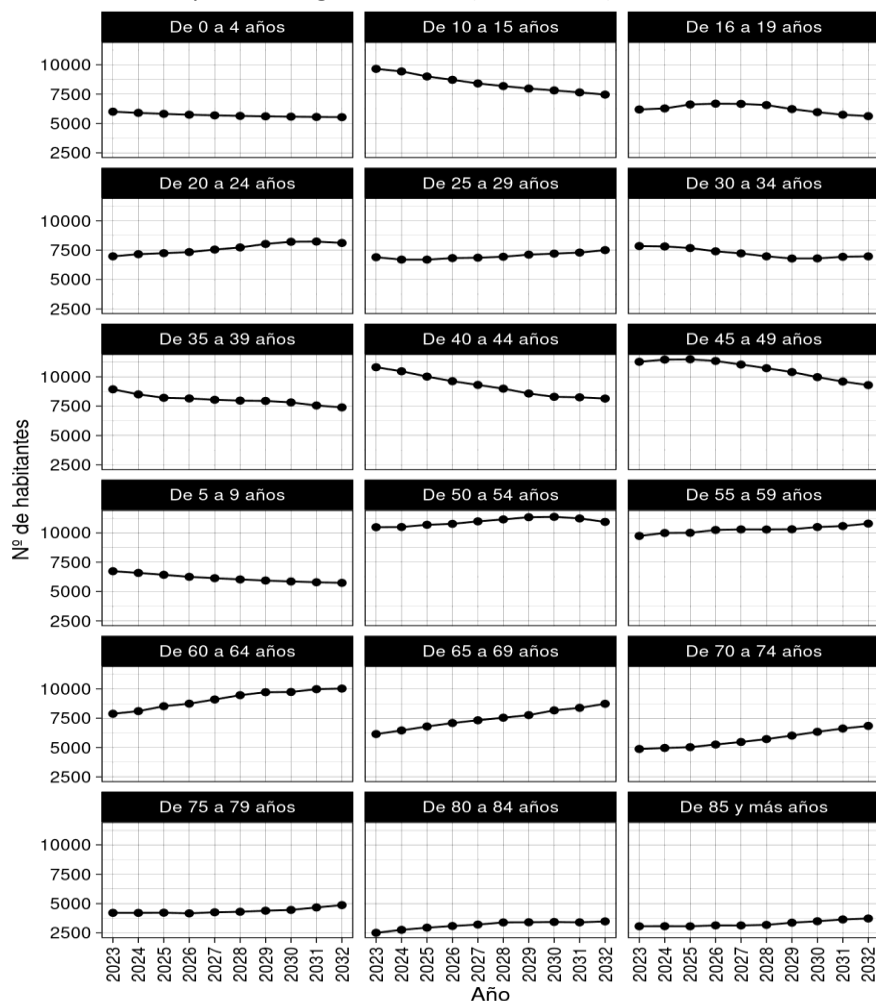 De 0 a 4 años
De 10 a 15 años
De 16 a 19 años
10000
7500
5000
2500
De 20 a 24 años
De 25 a 29 años
De 30 a 34 años
10000
7500
5000
2500
De 35 a 39 años
De 40 a 44 años
De 45 a 49 años
10000
7500
5000
2500
Nº de habitantes
De 5 a 9 años
De 50 a 54 años
De 55 a 59 años
10000
7500
5000
2500
De 60 a 64 años
De 65 a 69 años
De 70 a 74 años
10000
7500
5000
2500
De 75 a 79 años
De 80 a 84 años
De 85 y más años
10000
7500
5000
2500
2023 2024 2025 2026 2027 2028 2029 2030 2031 2032
2023 2024 2025 2026 2027 2028 2029 2030 2031 2032
2023 2024 2025 2026 2027 2028 2029 2030 2031 2032
Año